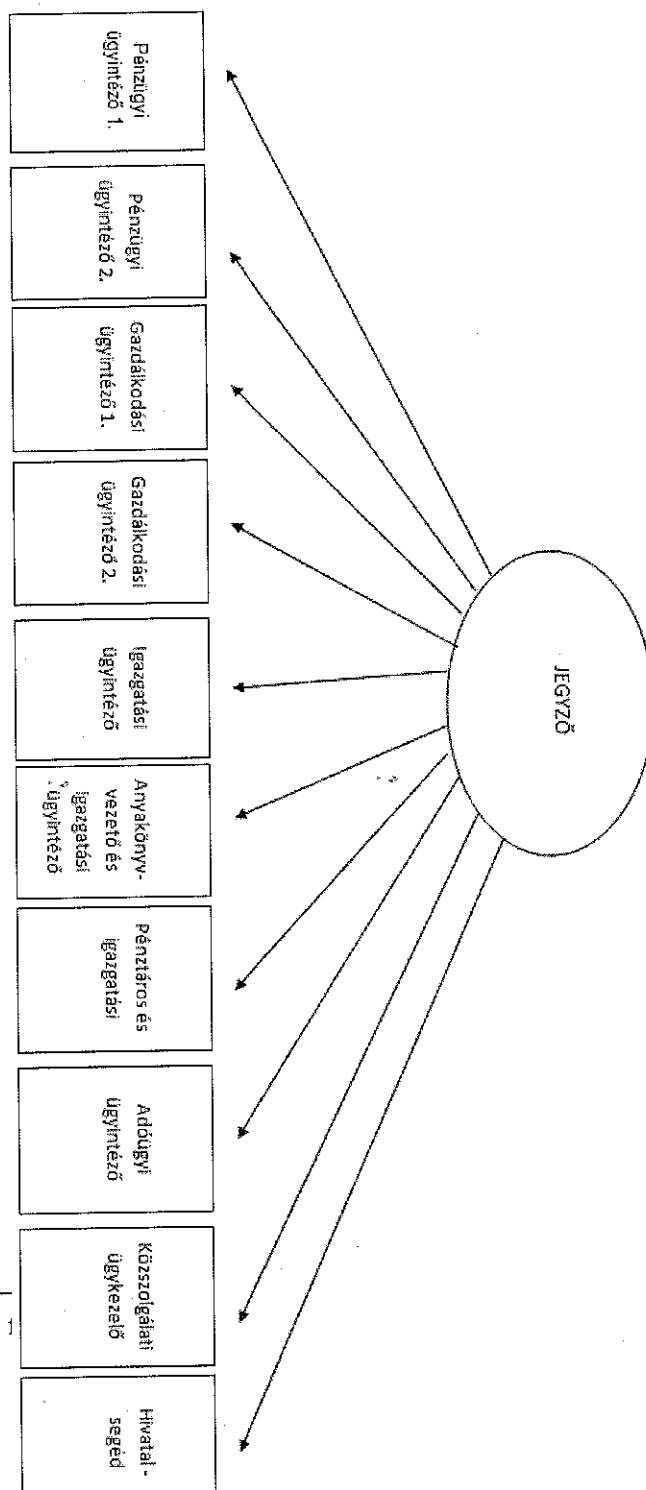 JEGYZŐ
Pénzügyi
ügyintéző 1.
Pénzügyi
ügyintéző 2.
Gazdálkodási
ügyintéző 1.
Gazdálkodási
ügyintéző 2.
Igazgatási
ügyintéző
Anyakönyv-
vezető és
igazgatási
ügyintéző
Pénztáros és
igazgatási
Adóügyi
ügyintéző
Közszolgálati
ügykezelő
Hivatal -
segéd